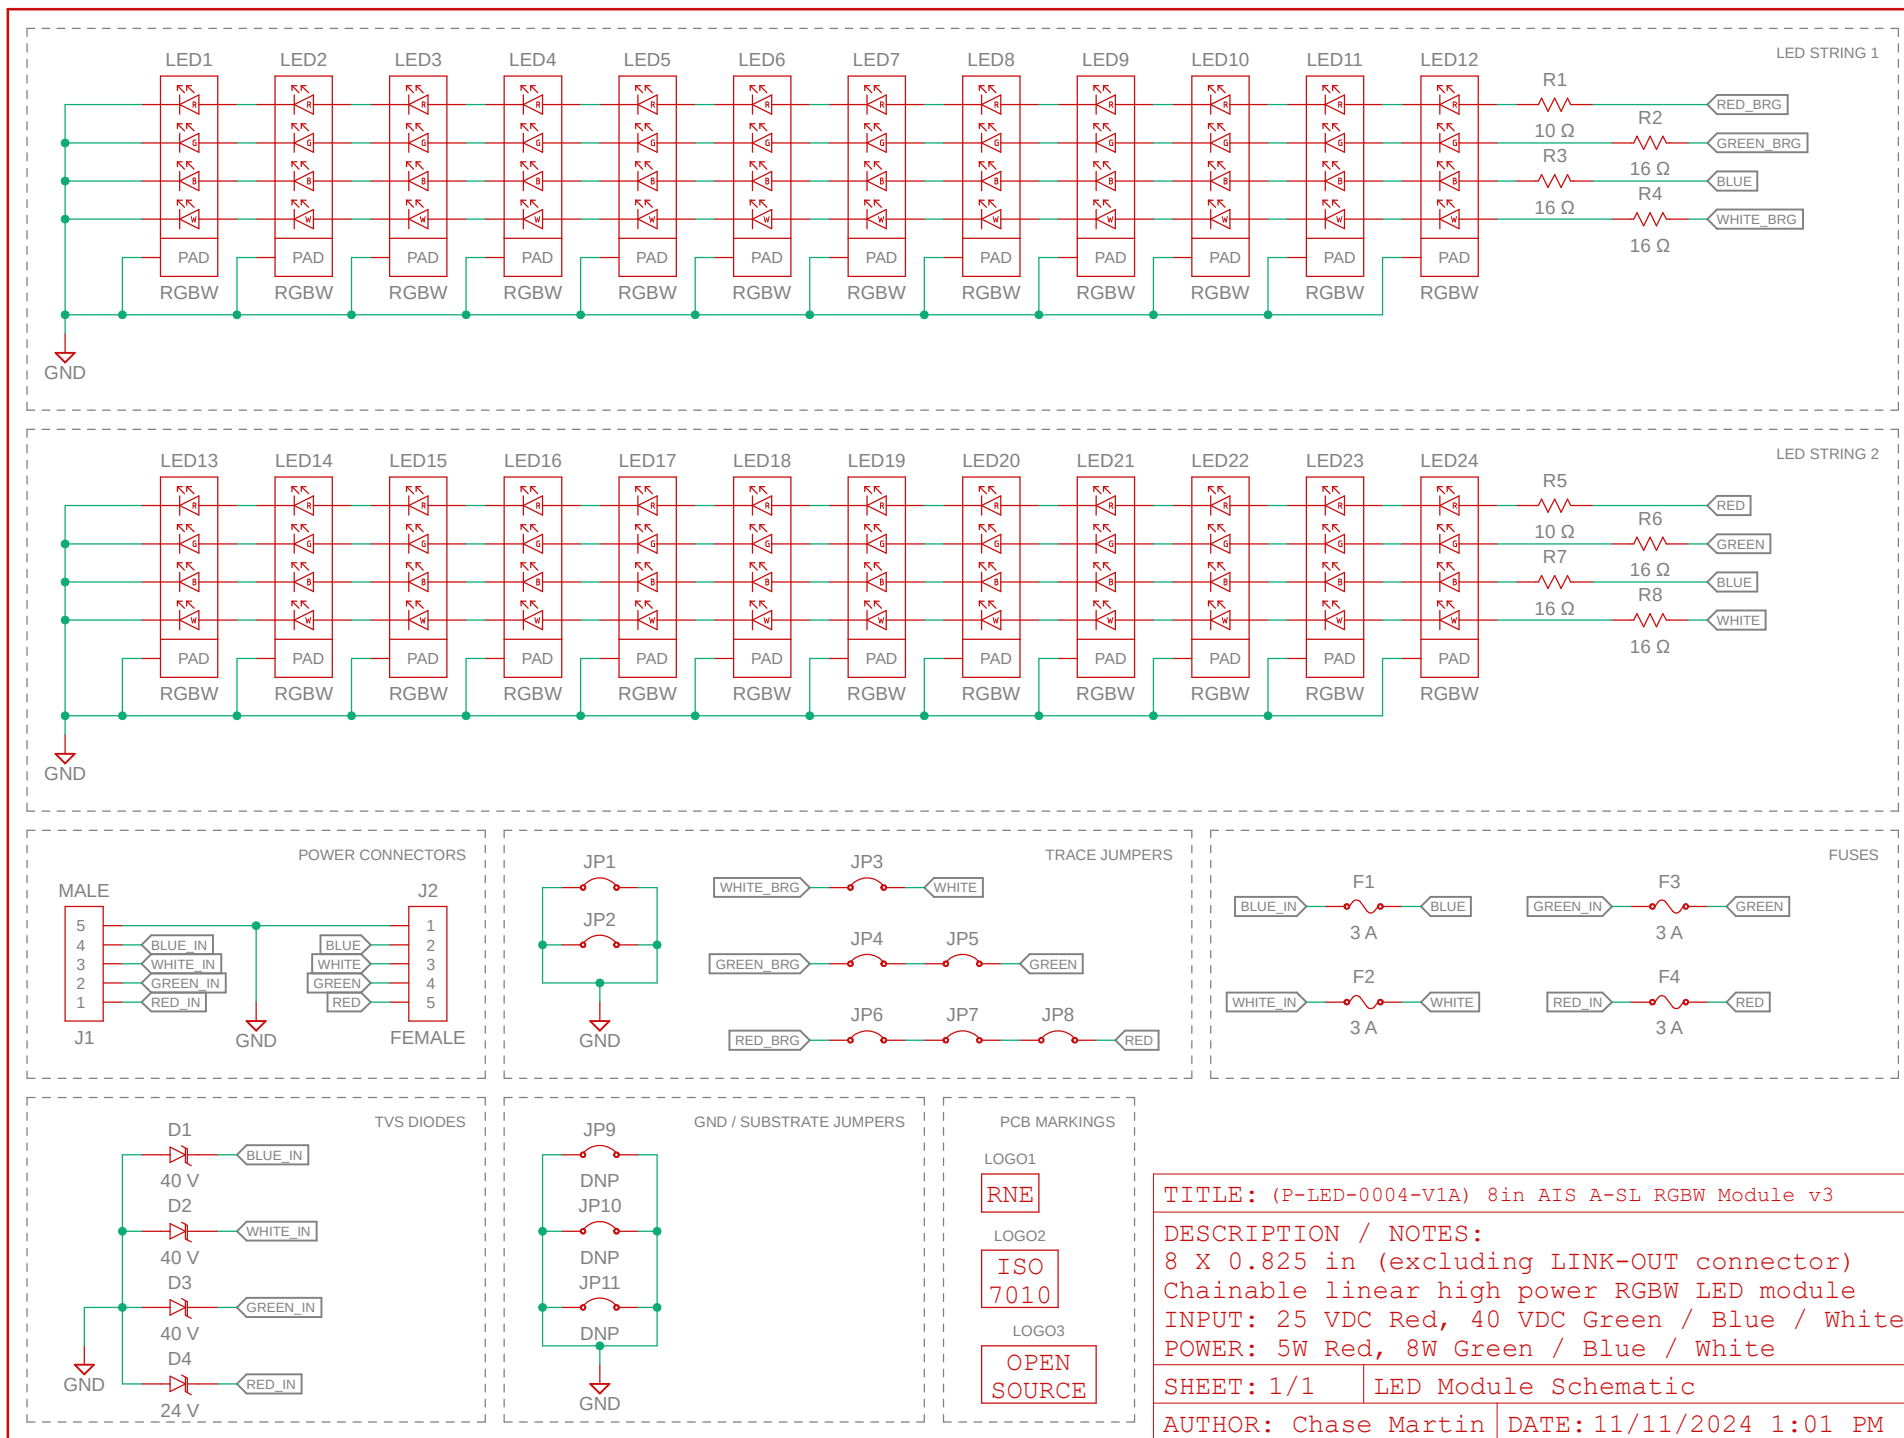 LED STRING 1
LED1 LED2 LED3 LED4 LED5 LED6 LED7 LED8 LED9 LED10 LED11 LED12
R R R R R R R R R R R R
R1
10 Ω
RED_BRG
G G G G G G G G G G G G
R2
16 Ω
GREEN_BRG
B B B B B B B B B B B B
R3
16 Ω
BLUE
W W W W W W W W W W W W
R4
16 Ω
WHITE_BRG
PAD PAD PAD PAD PAD PAD PAD PAD PAD PAD PAD PAD
RGBW RGBW RGBW RGBW RGBW RGBW RGBW RGBW RGBW RGBW RGBW RGBW
GND
LED STRING 2
LED13 LED14 LED15 LED16 LED17 LED18 LED19 LED20 LED21 LED22 LED23 LED24
R R R R R R R R R R R R
R5
10 Ω
RED
G G G G G G G G G G G G
R6
16 Ω
GREEN
B B B B B B B B B B B B
R7
16 Ω
BLUE
W W W W W W W W W W W W
R8
16 Ω
WHITE
PAD PAD PAD PAD PAD PAD PAD PAD PAD PAD PAD PAD
RGBW RGBW RGBW RGBW RGBW RGBW RGBW RGBW RGBW RGBW RGBW RGBW
GND
POWER CONNECTORS
MALE
5
4 BLUE_IN
3 WHITE_IN
2 GREEN_IN
1 RED_IN
J1
GND
J2
1
BLUE 2
WHITE 3
GREEN 4
RED 5
FEMALE
TRACE JUMPERS
JP1
JP2
GND
JP3
WHITE_BRG WHITE
JP4 JP5
GREEN_BRG GREEN
JP6 JP7 JP8
RED_BRG RED
FUSES
F1
BLUE_IN BLUE
3 A
F3
GREEN_IN GREEN
3 A
F2
WHITE_IN WHITE
3 A
F4
RED_IN RED
3 A
TVS DIODES
D1
BLUE_IN
40 V
D2
WHITE_IN
40 V
D3
GREEN_IN
40 V
D4
RED_IN
24 V
GND
GND / SUBSTRATE JUMPERS
JP9
DNP
JP10
DNP
JP11
DNP
GND
PCB MARKINGS
LOGO1
RNE
LOGO2
ISO
7010
LOGO3
OPEN
SOURCE
TITLE: (P-LED-0004-V1A) 8in AIS A-SL RGBW Module v3
DESCRIPTION / NOTES:
8 X 0.825 in (excluding LINK-OUT connector)
Chainable linear high power RGBW LED module
INPUT: 25 VDC Red, 40 VDC Green / Blue / White
POWER: 5W Red, 8W Green / Blue / White
SHEET: 1/1 LED Module Schematic
AUTHOR: Chase Martin DATE: 11/11/2024 1:01 PM